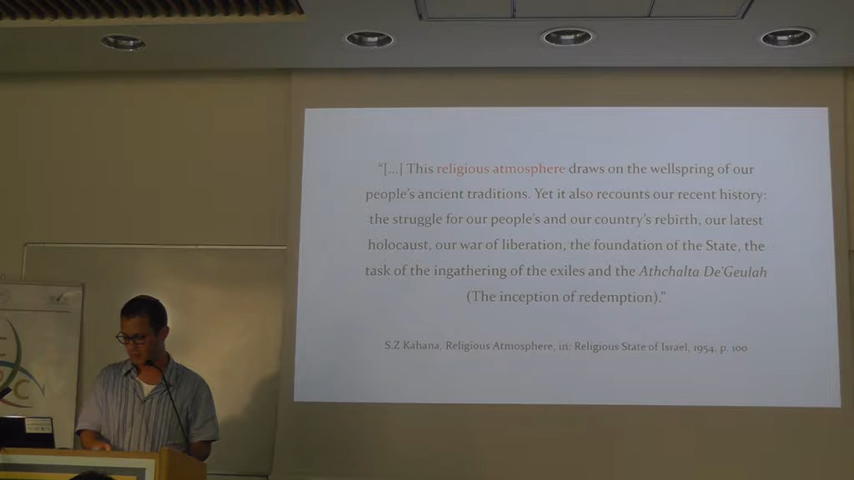 "[...] This religious atmosphere draws on the wellspring of our
people's ancient traditions. Yet it also recounts our recent history:
the struggle for our people's and our country's rebirth, our latest
holocaust, our war of liberation, the foundation of the State, the
task of the ingathering of the exiles and the Athchalta De'Geulah
(The inception of redemption)."
S.Z Kahana, Religious Atmosphere, in: Religious State of Israel, 1954, p. 100